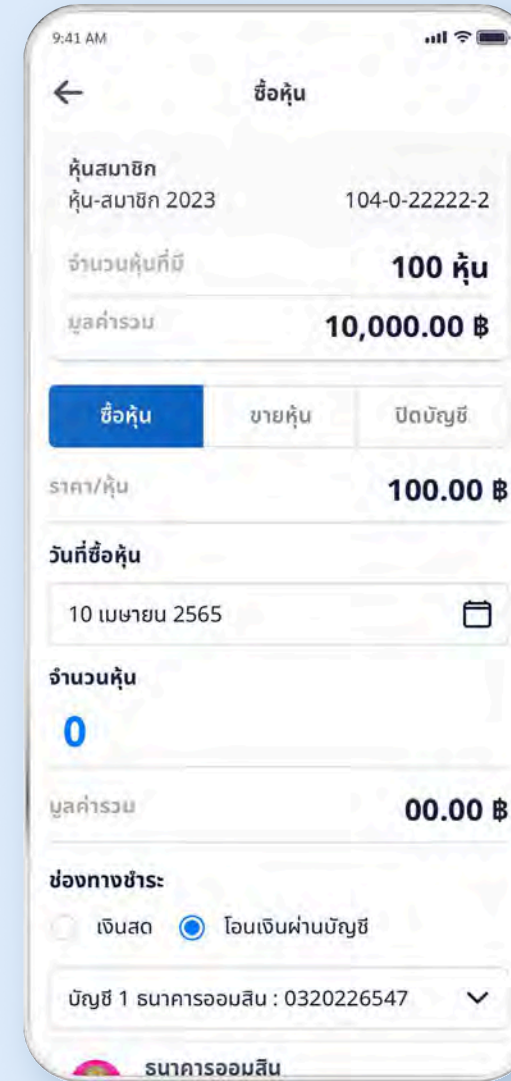 9:41 AM
ซื้อหุ้น
หุ้นสมาชิก
หุ้น-สมาชิก 2023 104-0-22222-2
จำนวนหุ้นที่มี 100 หุ้น
มูลค่ารวม 10,000.00 ฿
ซื้อหุ้น ขายหุ้น ปิดบัญชี
ราคา/หุ้น 100.00 ฿
วันที่ซื้อหุ้น
10 เมษายน 2565
จำนวนหุ้น
0
มูลค่ารวม 00.00 ฿
ช่องทางชำระ
เงินสด โอนเงินผ่านบัญชี
บัญชี 1 ธนาคารออมสิน : 0320226547
ธนาคารออมสิน